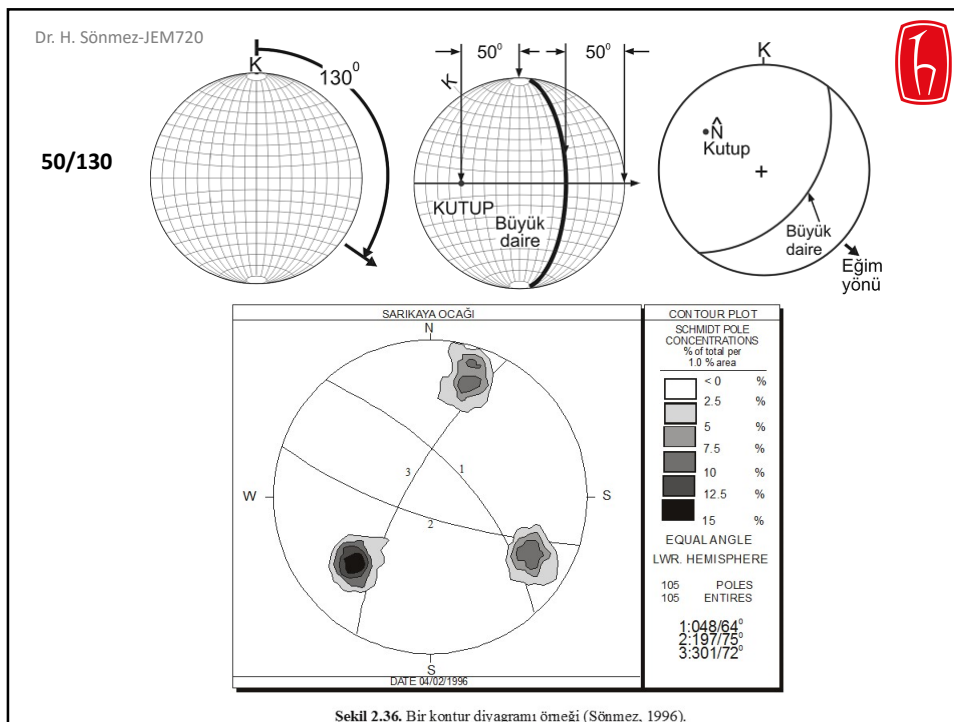 Dr. H. Sönmez-JEM720
50/130
K
130⁰
50⁰
50⁰
K
KUTUP
Büyük
daire
K
N̂
Kutup
Büyük
daire
Eğim
yönü
SARIKAYA OCAĞI
N
W
S
S
1
2
3
DATE 04/02/1996
CONTOUR PLOT
SCHMIDT POLE
CONCENTRATIONS
% of total per
1.0 % area
< 0 %
2.5 %
5 %
7.5 %
10 %
12.5 %
15 %
EQUAL ANGLE
LWR. HEMISPHERE
105 POLES
105 ENTIRES
1:048/64⁰
2:197/75⁰
3:301/72⁰
Şekil 2.36. Bir kontur diyagramı örneği (Sönmez, 1996).